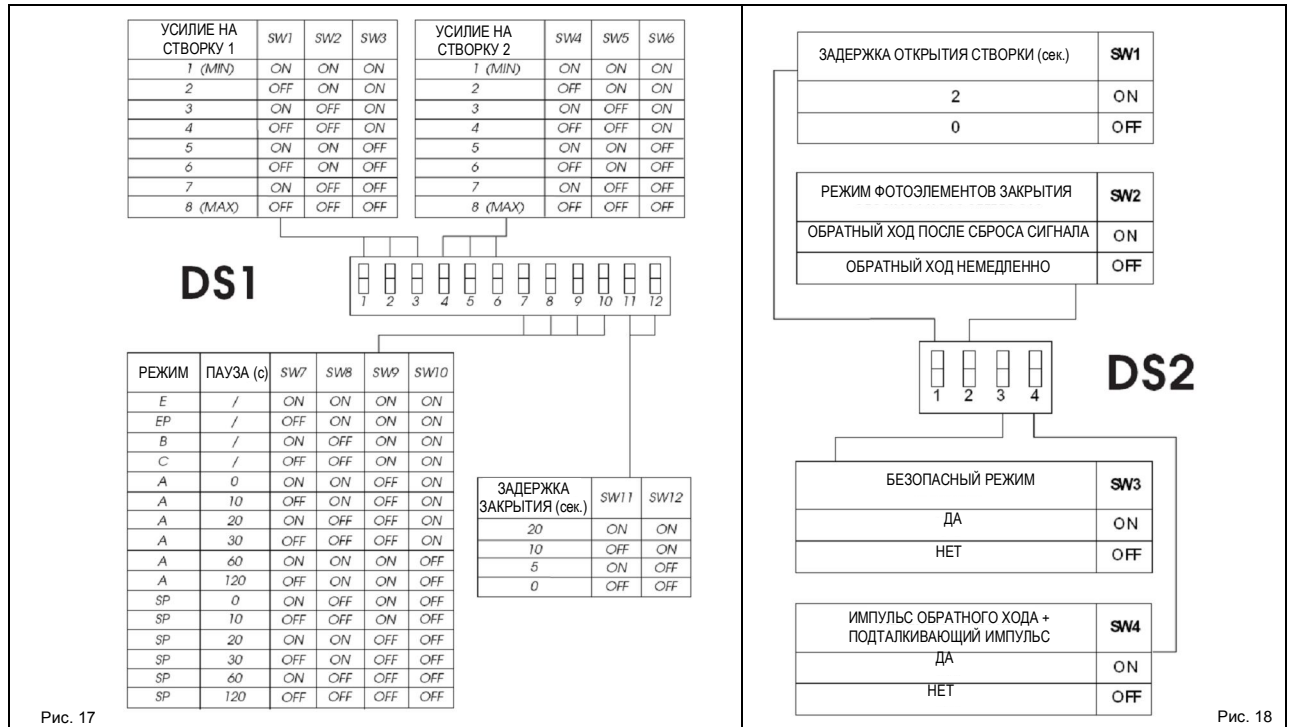 УСИЛИЕ НА СТВОРКУ 1 SW1 SW2 SW3
1 (MIN) ON ON ON
2 OFF ON ON
3 ON OFF ON
4 OFF OFF ON
5 ON ON OFF
6 OFF ON OFF
7 ON OFF OFF
8 (MAX) OFF OFF OFF
УСИЛИЕ НА СТВОРКУ 2 SW4 SW5 SW6
1 (MIN) ON ON ON
2 OFF ON ON
3 ON OFF ON
4 OFF OFF ON
5 ON ON OFF
6 OFF ON OFF
7 ON OFF OFF
8 (MAX) OFF OFF OFF
DS1
1 2 3 4 5 6 7 8 9 10 11 12
РЕЖИМ ПАУЗА (с) SW7 SW8 SW9 SW10
E / ON ON ON ON
EP / OFF ON ON ON
B / ON OFF ON ON
C / OFF OFF ON ON
A 0 ON ON OFF ON
A 10 OFF ON OFF ON
A 20 ON OFF OFF ON
A 30 OFF OFF OFF ON
A 60 ON ON ON OFF
A 120 OFF ON ON OFF
SP 0 ON OFF ON OFF
SP 10 OFF OFF ON OFF
SP 20 ON ON OFF OFF
SP 30 OFF ON OFF OFF
SP 60 ON OFF OFF OFF
SP 120 OFF OFF OFF OFF
ЗАДЕРЖКА
ЗАКРЫТИЯ (сек.) SW11 SW12
20 ON ON
10 OFF ON
5 ON OFF
0 OFF OFF
Рис. 17
ЗАДЕРЖКА ОТКРЫТИЯ СТВОРКИ (сек.) SW1
2 ON
0 OFF
РЕЖИМ ФОТОЭЛЕМЕНТОВ ЗАКРЫТИЯ SW2
ОБРАТНЫЙ ХОД ПОСЛЕ СБРОСА СИГНАЛА ON
ОБРАТНЫЙ ХОД НЕМЕДЛЕННО OFF
1 2 3 4
DS2
БЕЗОПАСНЫЙ РЕЖИМ SW3
ДА ON
НЕТ OFF
ИМПУЛЬС ОБРАТНОГО ХОДА +
ПОДТАЛКИВАЮЩИЙ ИМПУЛЬС SW4
ДА ON
НЕТ OFF
Рис. 18